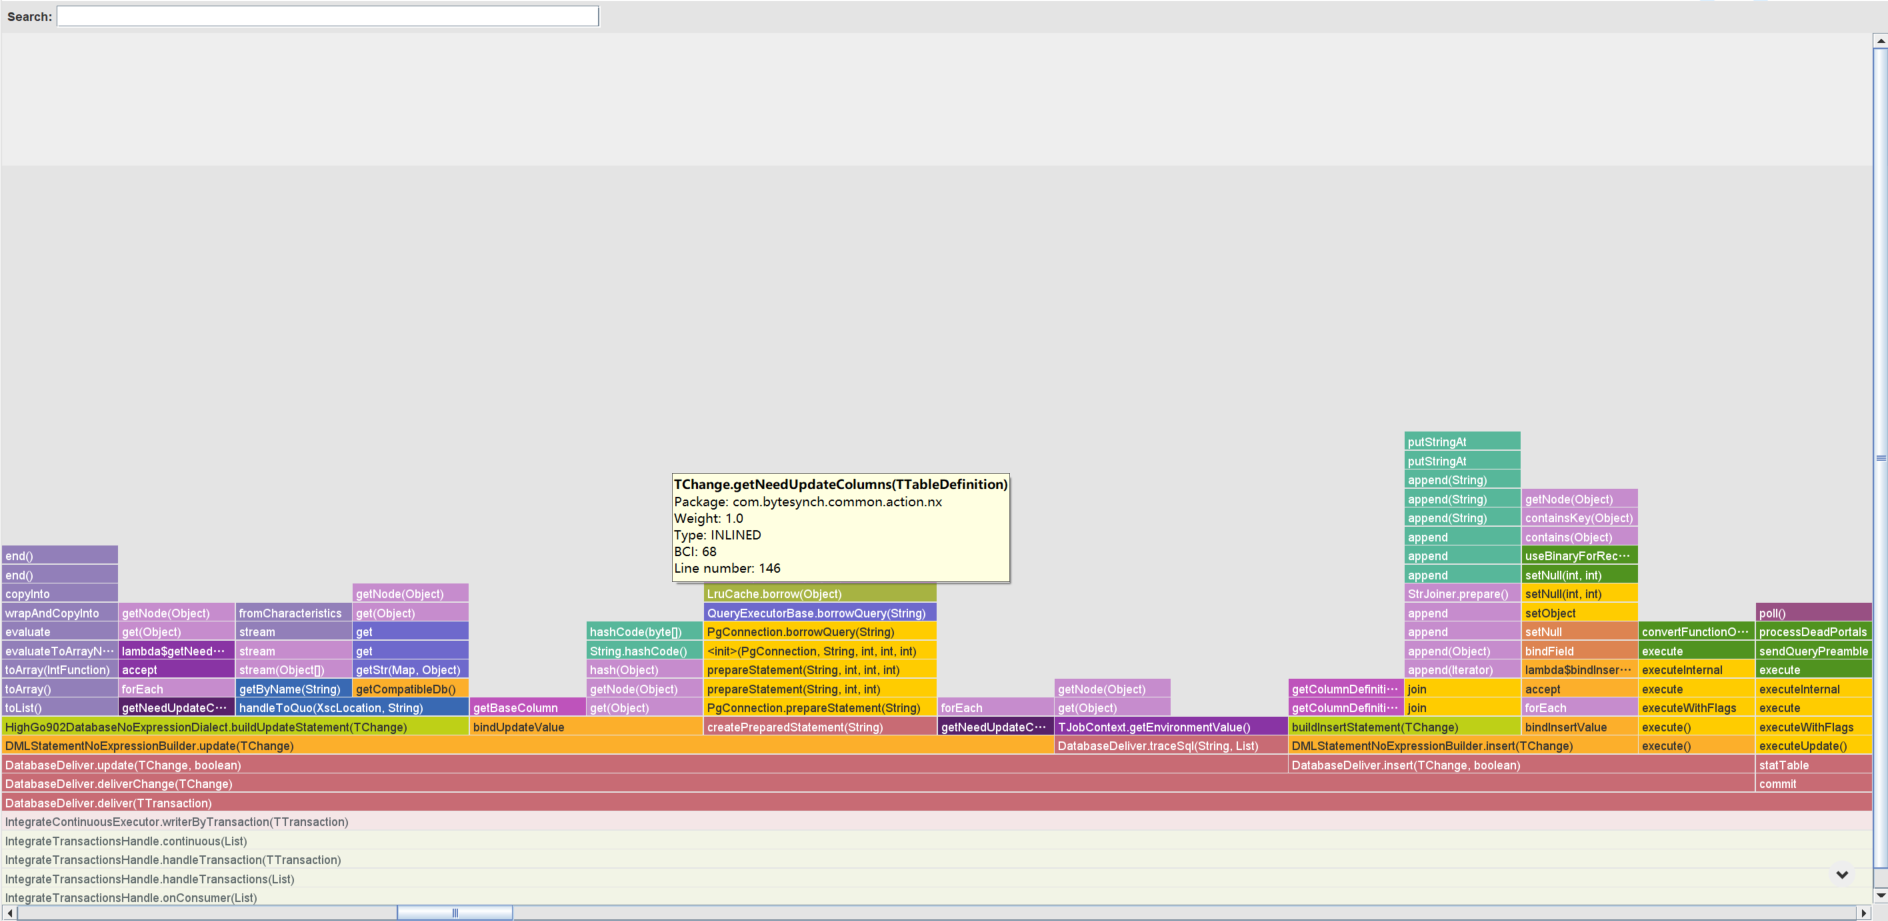 Search:
putStringAt
putStringAt
append(String)
append(String) getNode(Object)
append(String) containsKey(Object)
append contains(Object)
end() append useBinaryForRec···
end() append setNull(int, int)
copyInto getNode(Object) LruCache.borrow(Object) StrJoiner.prepare() setNull(int, int)
wrapAndCopyInto getNode(Object) fromCharacteristics get(Object) QueryExecutorBase.borrowQuery(String) append setObject poll()
evaluate get(Object) stream get hashCode(byte[]) PgConnection.borrowQuery(String) append setNull convertFunctionO··· processDeadPortals
evaluateToArrayN··· lambda$getNeed··· stream get String.hashCode() <init>(PgConnection, String, int, int, int) append(Object) bindField execute sendQueryPreamble
toArray(IntFunction) accept stream(Object[]) getStr(Map, Object) hash(Object) prepareStatement(String, int, int, int) append(Iterator) lambda$bindInser··· executeInternal execute
toArray() forEach getByName(String) getCompatibleDb() getNode(Object) prepareStatement(String, int, int) getNode(Object) getColumnDefiniti··· join accept execute executeInternal
toList() getNeedUpdateC··· handleToQuo(XscLocation, String) getBaseColumn get(Object) PgConnection.prepareStatement(String) forEach get(Object) getColumnDefiniti··· join forEach executeWithFlags execute
HighGo902DatabaseNoExpressionDialect.buildUpdateStatement(TChange) bindUpdateValue createPreparedStatement(String) getNeedUpdateC··· TJobContext.getEnvironmentValue() buildInsertStatement(TChange) bindInsertValue execute() executeWithFlags
DMLStatementNoExpressionBuilder.update(TChange) DatabaseDeliver.traceSql(String, List) DMLStatementNoExpressionBuilder.insert(TChange) execute() executeUpdate()
DatabaseDeliver.update(TChange, boolean) DatabaseDeliver.insert(TChange, boolean) statTable
DatabaseDeliver.deliverChange(TChange) commit
DatabaseDeliver.deliver(TTransaction)
IntegrateContinuousExecutor.writerByTransaction(TTransaction)
IntegrateTransactionsHandle.continuous(List)
IntegrateTransactionsHandle.handleTransaction(TTransaction)
IntegrateTransactionsHandle.handleTransactions(List)
IntegrateTransactionsHandle.onConsumer(List)
TChange.getNeedUpdateColumns(TTableDefinition)
Package: com.bytesynch.common.action.nx
Weight: 1.0
Type: INLINED
BCI: 68
Line number: 146